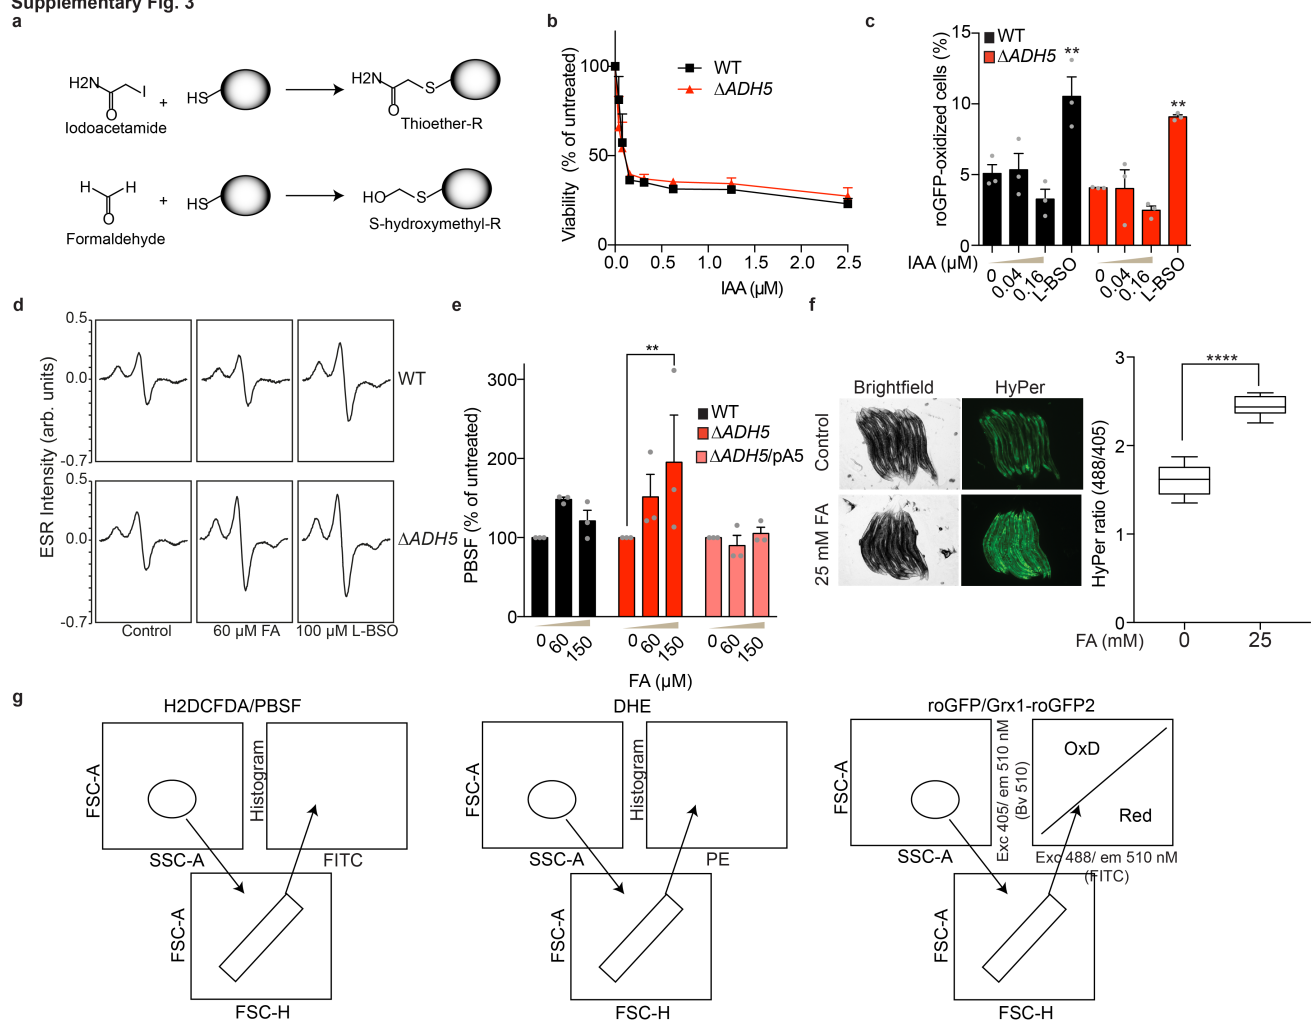 Supplementary Fig. 3
a
H2N
I
O
Iodoacetamide
+
HS
H2N
O
S
Thioether-R
H
H
O
Formaldehyde
+
HS
HO
S
S-hydroxymethyl-R
b
Viability (% of untreated)
100
50
0
0.0
0.5
1.0
1.5
2.0
2.5
IAA (µM)
WT
ΔADH5
c
roGFP-oxidized cells (%)
15
10
5
0
WT
ΔADH5
**
**
IAA (µM)
0
0.04
0.16
L-BSO
0
0.04
0.16
L-BSO
d
ESR Intensity (arb. units)
0.5
0.0
-0.7
WT
0.5
0.0
-0.7
ΔADH5
Control
60 µM FA
100 µM L-BSO
e
PBSF (% of untreated)
300
200
100
0
**
WT
ΔADH5
ΔADH5/pA5
0
60
150
0
60
150
0
60
150
FA (µM)
f
Brightfield
HyPer
Control
25 mM FA
HyPer ratio (488/405)
3
2
1
0
****
FA (mM)
0
25
g
H2DCFDA/PBSF
FSC-A
SSC-A
Histogram
FITC
FSC-A
FSC-H
DHE
FSC-A
SSC-A
Histogram
PE
FSC-A
FSC-H
roGFP/Grx1-roGFP2
FSC-A
SSC-A
Exc 405/ em 510 nM
(Bv 510)
OxD
Red
Exc 488/ em 510 nM
(FITC)
FSC-A
FSC-H